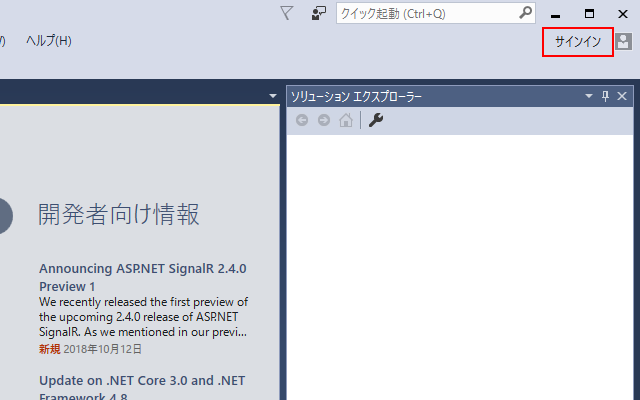 クイック起動 (Ctrl+Q)
ヘルプ(H)
サインイン
ソリューション エクスプローラー
開発者向け情報
Announcing ASP.NET SignalR 2.4.0
Preview 1
We recently released the first preview of
the upcoming 2.4.0 release of ASP.NET
SignalR. As we mentioned in our previ...
新規 2018年10月12日
Update on .NET Core 3.0 and .NET
Framework 4.8